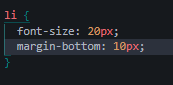 li {
  font-size: 20px;
  margin-bottom: 10px;
}